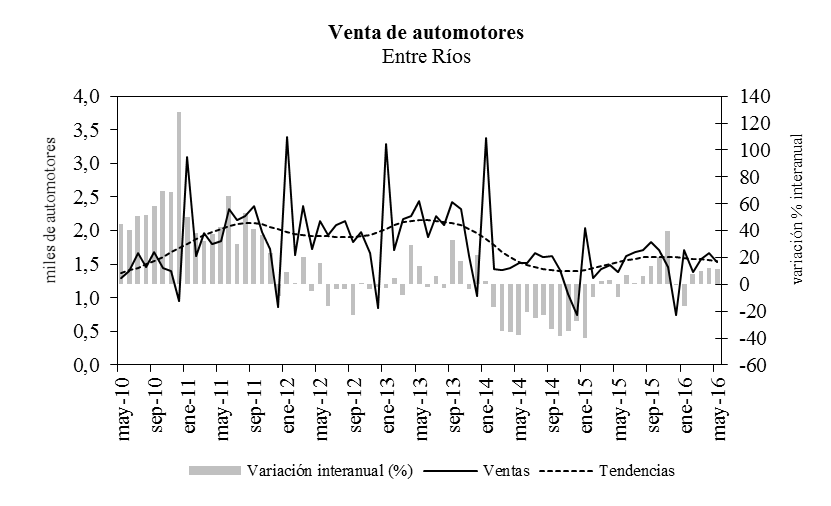 Venta de automotores
Entre Ríos
miles de automotores
4,0
3,5
3,0
2,5
2,0
1,5
1,0
0,5
0,0
140
120
100
80
60
40
20
0
-20
-40
-60
variación % interanual
may-10
sep-10
ene-11
may-11
sep-11
ene-12
may-12
sep-12
ene-13
may-13
sep-13
ene-14
may-14
sep-14
ene-15
may-15
sep-15
ene-16
may-16
Variación interanual (%) Ventas Tendencias